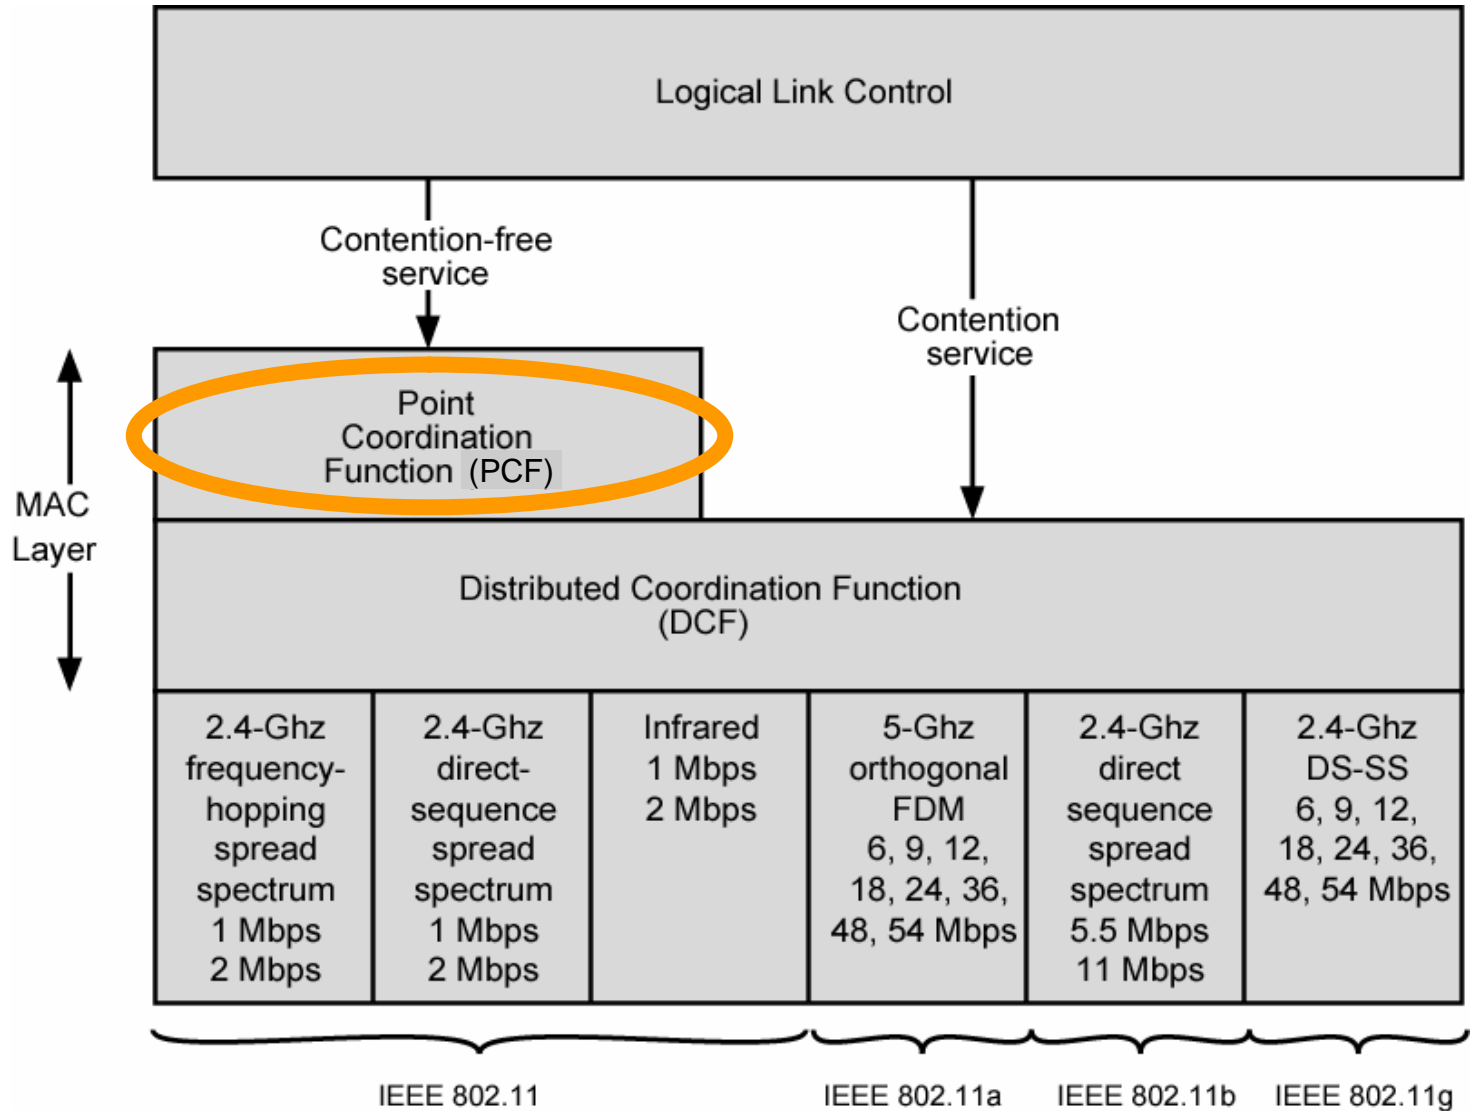 Logical Link Control
Contention-free
service
Contention
service
Point
Coordination
Function (PCF)
MAC
Layer
Distributed Coordination Function
(DCF)
2.4-Ghz
frequency-
hopping
spread
spectrum
1 Mbps
2 Mbps
2.4-Ghz
direct-
sequence
spread
spectrum
1 Mbps
2 Mbps
Infrared
1 Mbps
2 Mbps
5-Ghz
orthogonal
FDM
6, 9, 12,
18, 24, 36,
48, 54 Mbps
2.4-Ghz
direct
sequence
spread
spectrum
5.5 Mbps
11 Mbps
2.4-Ghz
DS-SS
6, 9, 12,
18, 24, 36,
48, 54 Mbps
IEEE 802.11
IEEE 802.11a
IEEE 802.11b
IEEE 802.11g